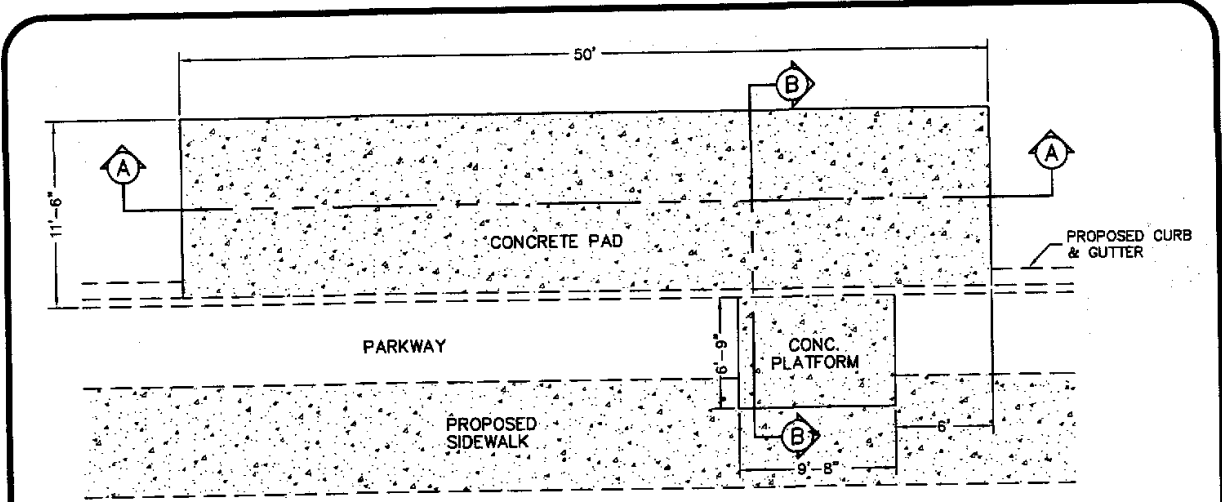 50'
B
A
A
11'-6"
CONCRETE PAD
PROPOSED CURB
& GUTTER
PARKWAY
6'-9"
CONC.
PLATFORM
PROPOSED
SIDEWALK
B
6'
9'-8"